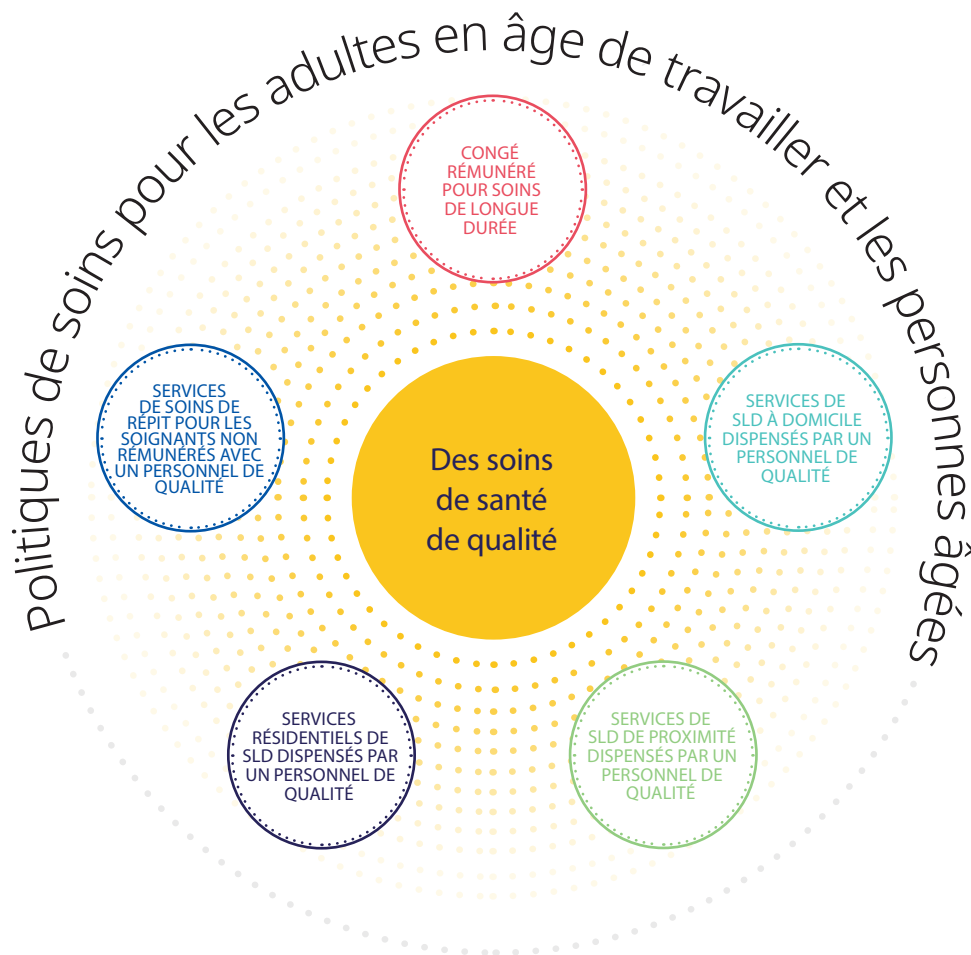 Politiques de soins pour les adultes en âge de travailler et les personnes âgées
CONGÉ
RÉMUNÉRÉ
POUR SOINS
DE LONGUE
DURÉE
SERVICES
DE SOINS DE
RÉPIT POUR LES
SOIGNANTS NON
RÉMUNÉRÉS AVEC
UN PERSONNEL DE
QUALITÉ
SERVICES DE
SLD À DOMICILE
DISPENSÉS PAR UN
PERSONNEL DE
QUALITÉ
Des soins
de santé
de qualité
SERVICES
RÉSIDENTIELS DE
SLD DISPENSÉS PAR
UN PERSONNEL DE
QUALITÉ
SERVICES DE
SLD DE PROXIMITÉ
DISPENSÉS PAR UN
PERSONNEL DE
QUALITÉ